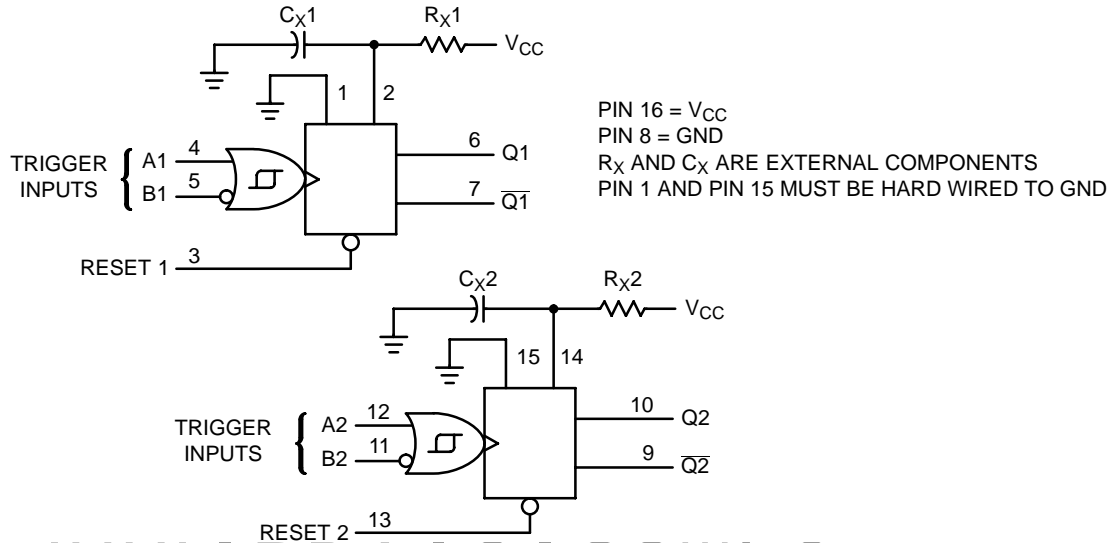 CX1
RX1
VCC
1
2
PIN 16 = VCC
PIN 8 = GND
RX AND CX ARE EXTERNAL COMPONENTS
PIN 1 AND PIN 15 MUST BE HARD WIRED TO GND
TRIGGER
INPUTS
A1
4
B1
5
6
Q1
7
Q1
RESET 1
3
CX2
RX2
VCC
15
14
TRIGGER
INPUTS
A2
12
B2
11
10
Q2
9
Q2
RESET 2
13